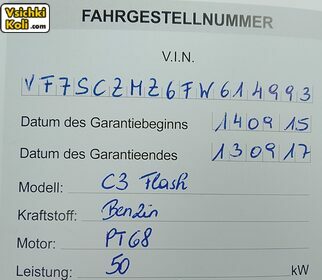 Vsichki
Koli.com
FAHRGESTELLNUMMER
V.I.N.
VF7SCZMZ6FW614993
Datum des Garantiebeginns 140915
Datum des Garantieendes 130917
Modell: C3 Flash
Kraftstoff: Benzin
Motor: PT68
Leistung: 50 kW